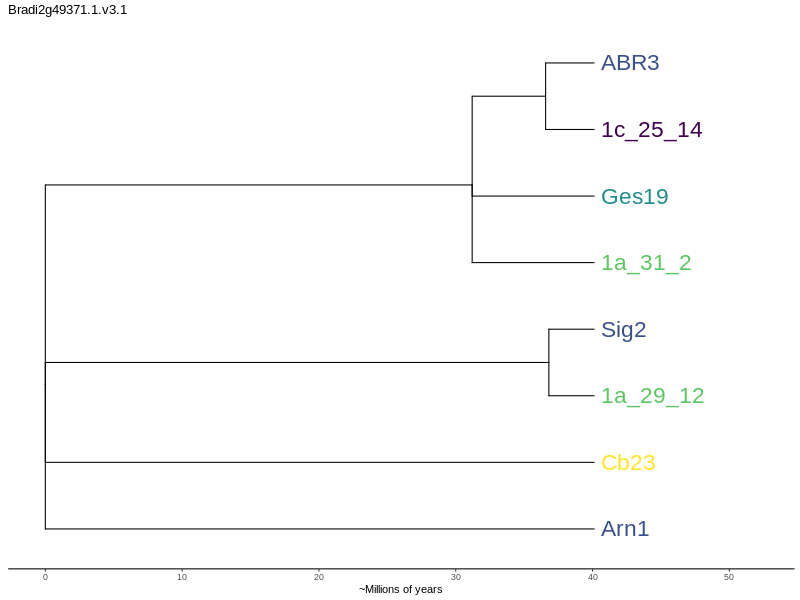 Bradi2g49371.1.v3.1
ABR3
1c_25_14
Ges19
1a_31_2
Sig2
1a_29_12
Cb23
Arn1
0 10 20 30 40 50
~Millions of years